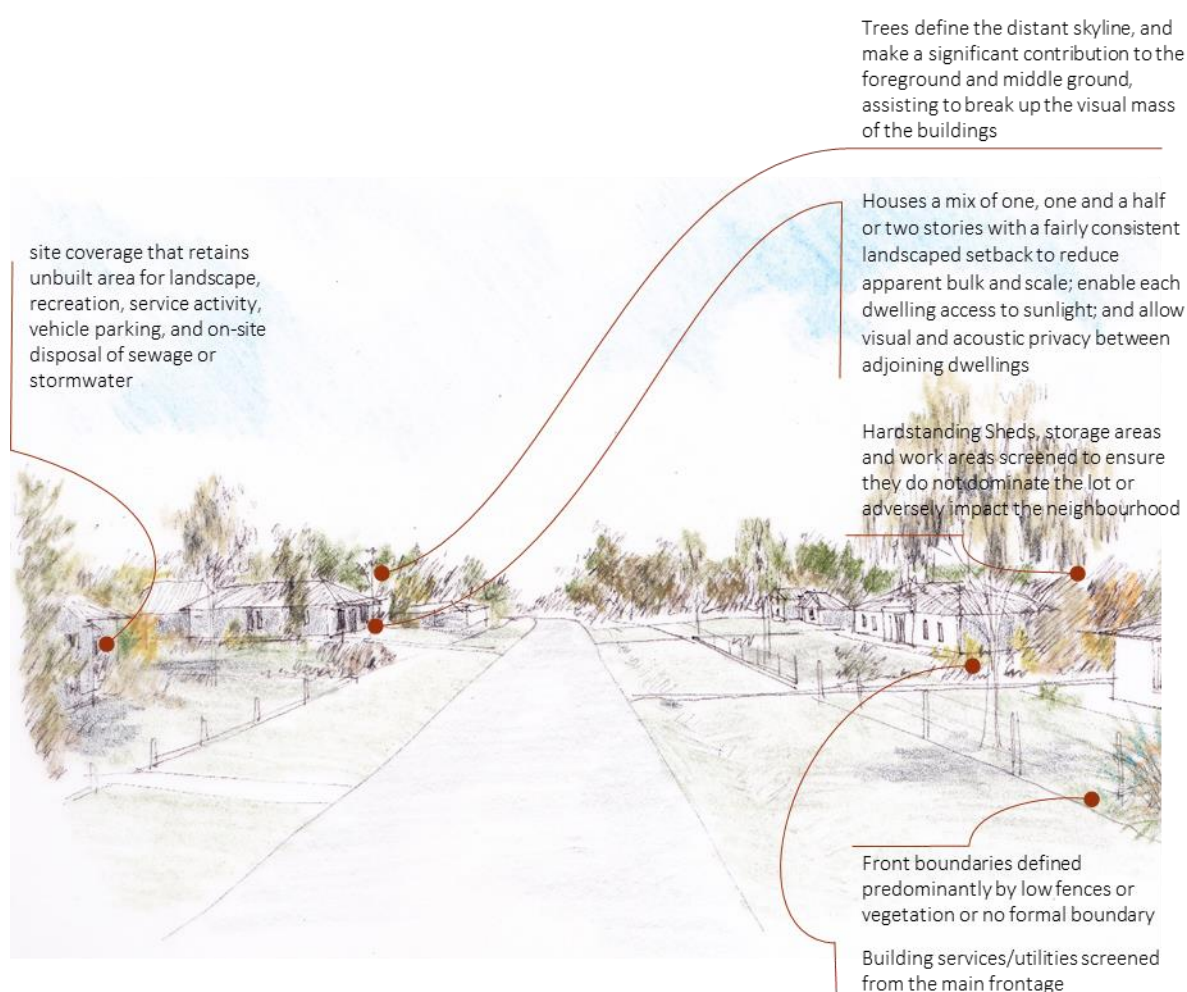 Trees define the distant skyline, and
make a significant contribution to the
foreground and middle ground,
assisting to break up the visual mass
of the buildings
Houses a mix of one, one and a half
or two stories with a fairly consistent
landscaped setback to reduce
apparent bulk and scale; enable each
dwelling access to sunlight; and allow
visual and acoustic privacy between
adjoining dwellings
site coverage that retains
unbuilt area for landscape,
recreation, service activity,
vehicle parking, and on-site
disposal of sewage or
stormwater
Hardstanding Sheds, storage areas
and work areas screened to ensure
they do not dominate the lot or
adversely impact the neighbourhood
Front boundaries defined
predominantly by low fences or
vegetation or no formal boundary
Building services/utilities screened
from the main frontage